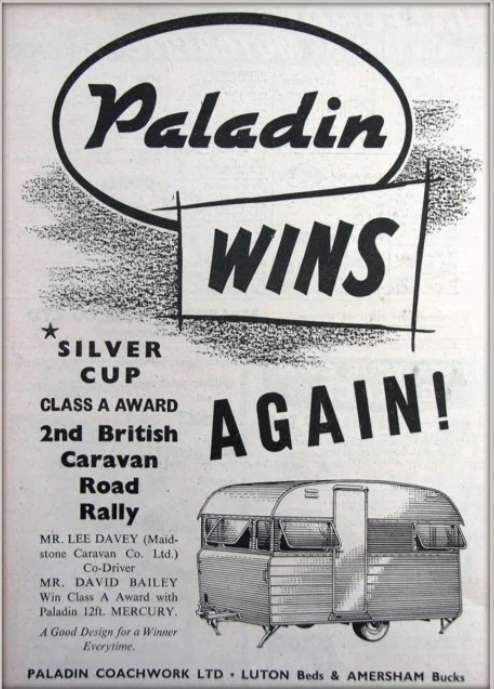 Paladin
WINS
AGAIN!
★ SILVER
CUP
CLASS A AWARD
2nd British
Caravan
Road
Rally
MR. LEE DAVEY (Maid-
stone Caravan Co. Ltd.)
Co-Driver
MR. DAVID BAILEY
Win Class A Award with
Paladin 12ft. MERCURY.
A Good Design for a Winner
Everytime.
PALADIN COACHWORK LTD · LUTON Beds & AMERSHAM Bucks